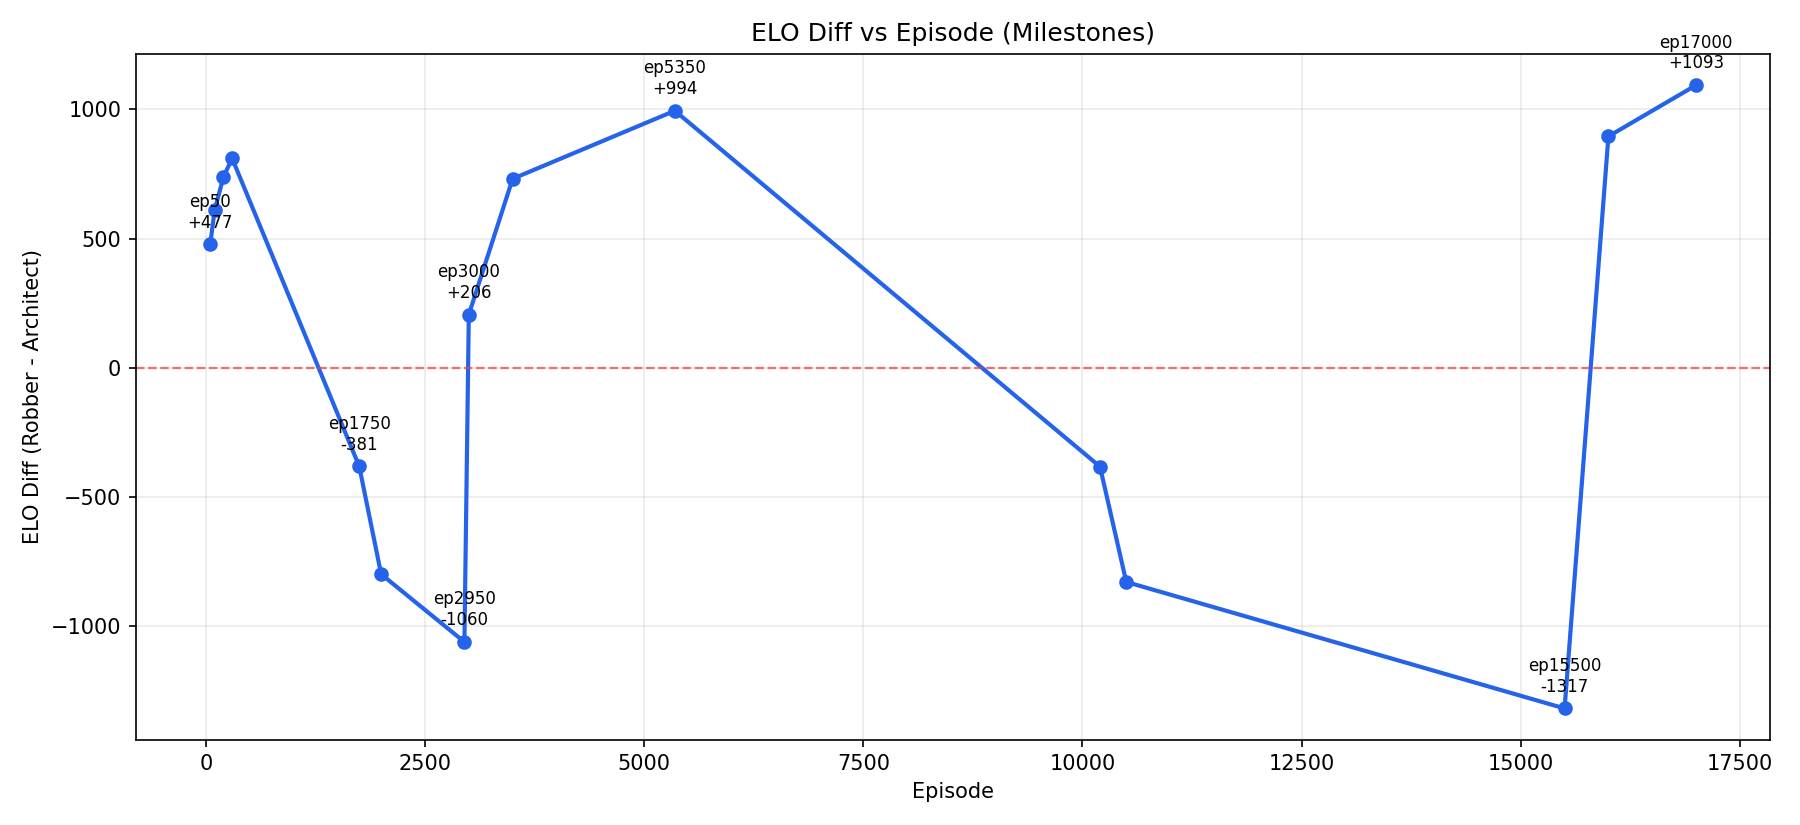 ELO Diff vs Episode (Milestones)
ep17000
+1093
ep5350
+994
ep50
+477
ep3000
+206
ep1750
-381
ep2950
-1060
ep15500
-1317
1000
500
0
−500
−1000
ELO Diff (Robber - Architect)
0
2500
5000
7500
10000
12500
15000
17500
Episode